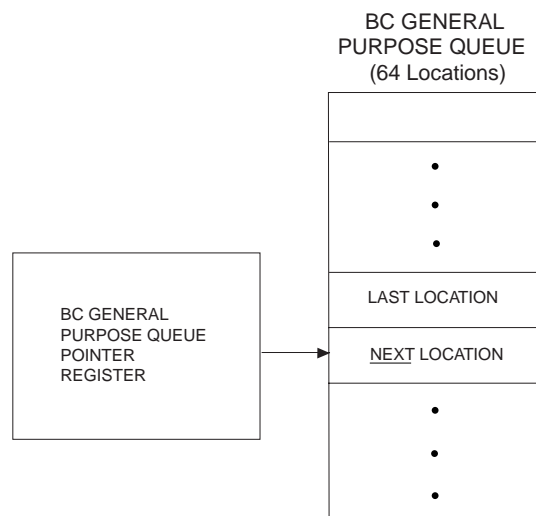 BC GENERAL
PURPOSE QUEUE
(64 Locations)
LAST LOCATION
BC GENERAL
PURPOSE QUEUE
POINTER
REGISTER
NEXT LOCATION